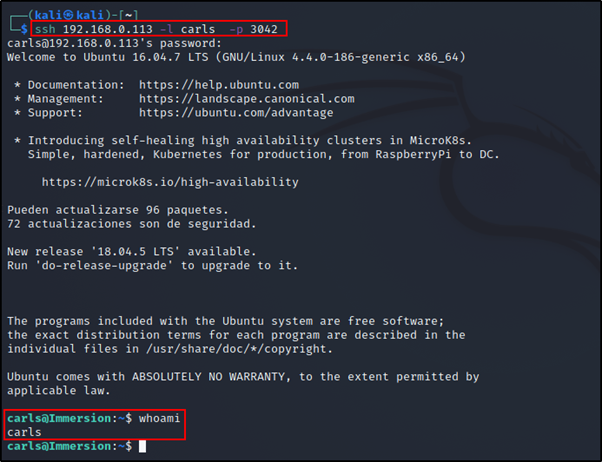 (kali㉿kali)-[~]
$ ssh 192.168.0.113 -l carls  -p 3042
carls@192.168.0.113's password:
Welcome to Ubuntu 16.04.7 LTS (GNU/Linux 4.4.0-186-generic x86_64)
* Documentation:  https://help.ubuntu.com
* Management:     https://landscape.canonical.com
* Support:        https://ubuntu.com/advantage
* Introducing self-healing high availability clusters in MicroK8s.
Simple, hardened, Kubernetes for production, from RaspberryPi to DC.
https://microk8s.io/high-availability
Pueden actualizarse 96 paquetes.
72 actualizaciones son de seguridad.
New release '18.04.5 LTS' available.
Run 'do-release-upgrade' to upgrade to it.
The programs included with the Ubuntu system are free software;
the exact distribution terms for each program are described in the
individual files in /usr/share/doc/*/copyright.
Ubuntu comes with ABSOLUTELY NO WARRANTY, to the extent permitted by
applicable law.
carls@Immersion:~$ whoami
carls
carls@Immersion:~$